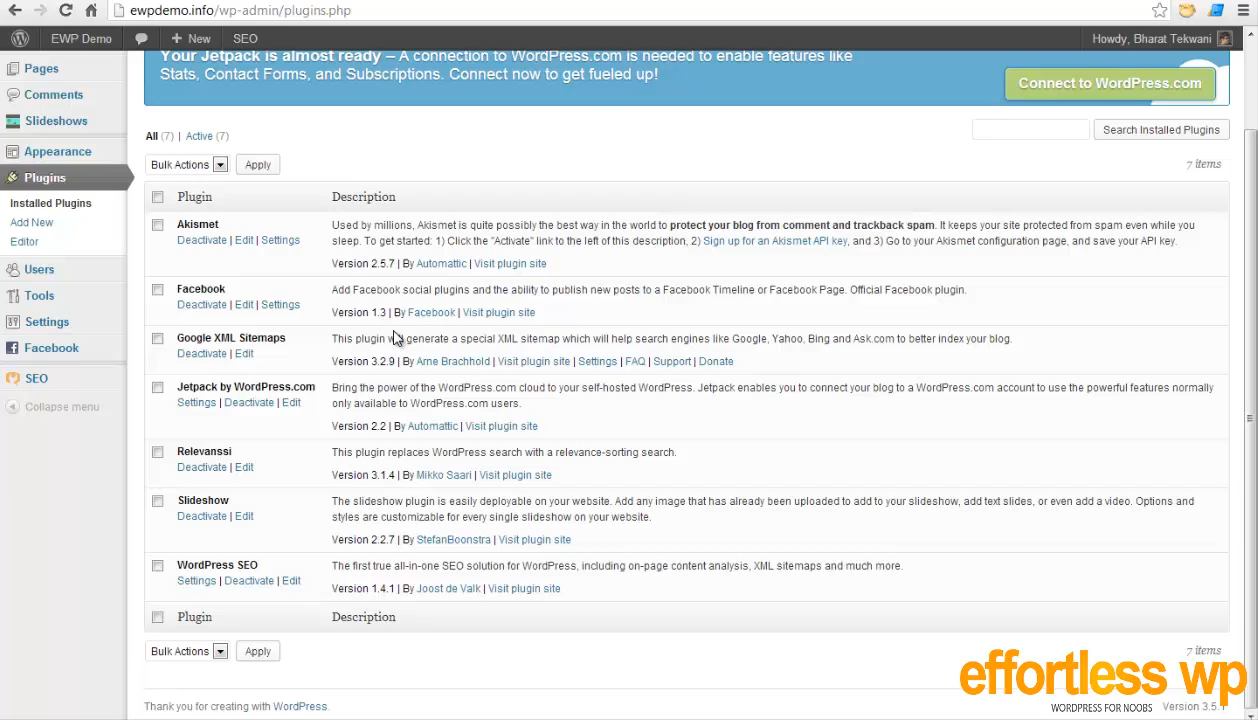 ewpdemo.info/wp-admin/plugins.php
EWP Demo + New SEO Howdy, Bharat Tekwani
Pages
Comments
Slideshows
Appearance
Plugins
Installed Plugins
Add New
Editor
Users
Tools
Settings
Facebook
SEO
Collapse menu
Your Jetpack is almost ready – A connection to WordPress.com is needed to enable features like
Stats, Contact Forms, and Subscriptions. Connect now to get fueled up!
Connect to WordPress.com
All (7) | Active (7)
Search Installed Plugins
Bulk Actions Apply 7 items
Plugin Description
Akismet
Deactivate | Edit | Settings
Used by millions, Akismet is quite possibly the best way in the world to protect your blog from comment and trackback spam. It keeps your site protected from spam even while you
sleep. To get started: 1) Click the "Activate" link to the left of this description, 2) Sign up for an Akismet API key, and 3) Go to your Akismet configuration page, and save your API key.
Version 2.5.7 | By Automattic | Visit plugin site
Facebook
Deactivate | Edit | Settings
Add Facebook social plugins and the ability to publish new posts to a Facebook Timeline or Facebook Page. Official Facebook plugin.
Version 1.3 | By Facebook | Visit plugin site
Google XML Sitemaps
Deactivate | Edit
This plugin will generate a special XML sitemap which will help search engines like Google, Yahoo, Bing and Ask.com to better index your blog.
Version 3.2.9 | By Arne Brachhold | Visit plugin site | Settings | FAQ | Support | Donate
Jetpack by WordPress.com
Settings | Deactivate | Edit
Bring the power of the WordPress.com cloud to your self-hosted WordPress. Jetpack enables you to connect your blog to a WordPress.com account to use the powerful features normally
only available to WordPress.com users.
Version 2.2 | By Automattic | Visit plugin site
Relevanssi
Deactivate | Edit
This plugin replaces WordPress search with a relevance-sorting search.
Version 3.1.4 | By Mikko Saari | Visit plugin site
Slideshow
Deactivate | Edit
The slideshow plugin is easily deployable on your website. Add any image that has already been uploaded to add to your slideshow, add text slides, or even add a video. Options and
styles are customizable for every single slideshow on your website.
Version 2.2.7 | By StefanBoonstra | Visit plugin site
WordPress SEO
Settings | Deactivate | Edit
The first true all-in-one SEO solution for WordPress, including on-page content analysis, XML sitemaps and much more.
Version 1.4.1 | By Joost de Valk | Visit plugin site
Plugin Description
Bulk Actions Apply 7 items
effortless wp
WORDPRESS FOR NOOBS
Thank you for creating with WordPress. Version 3.5.1